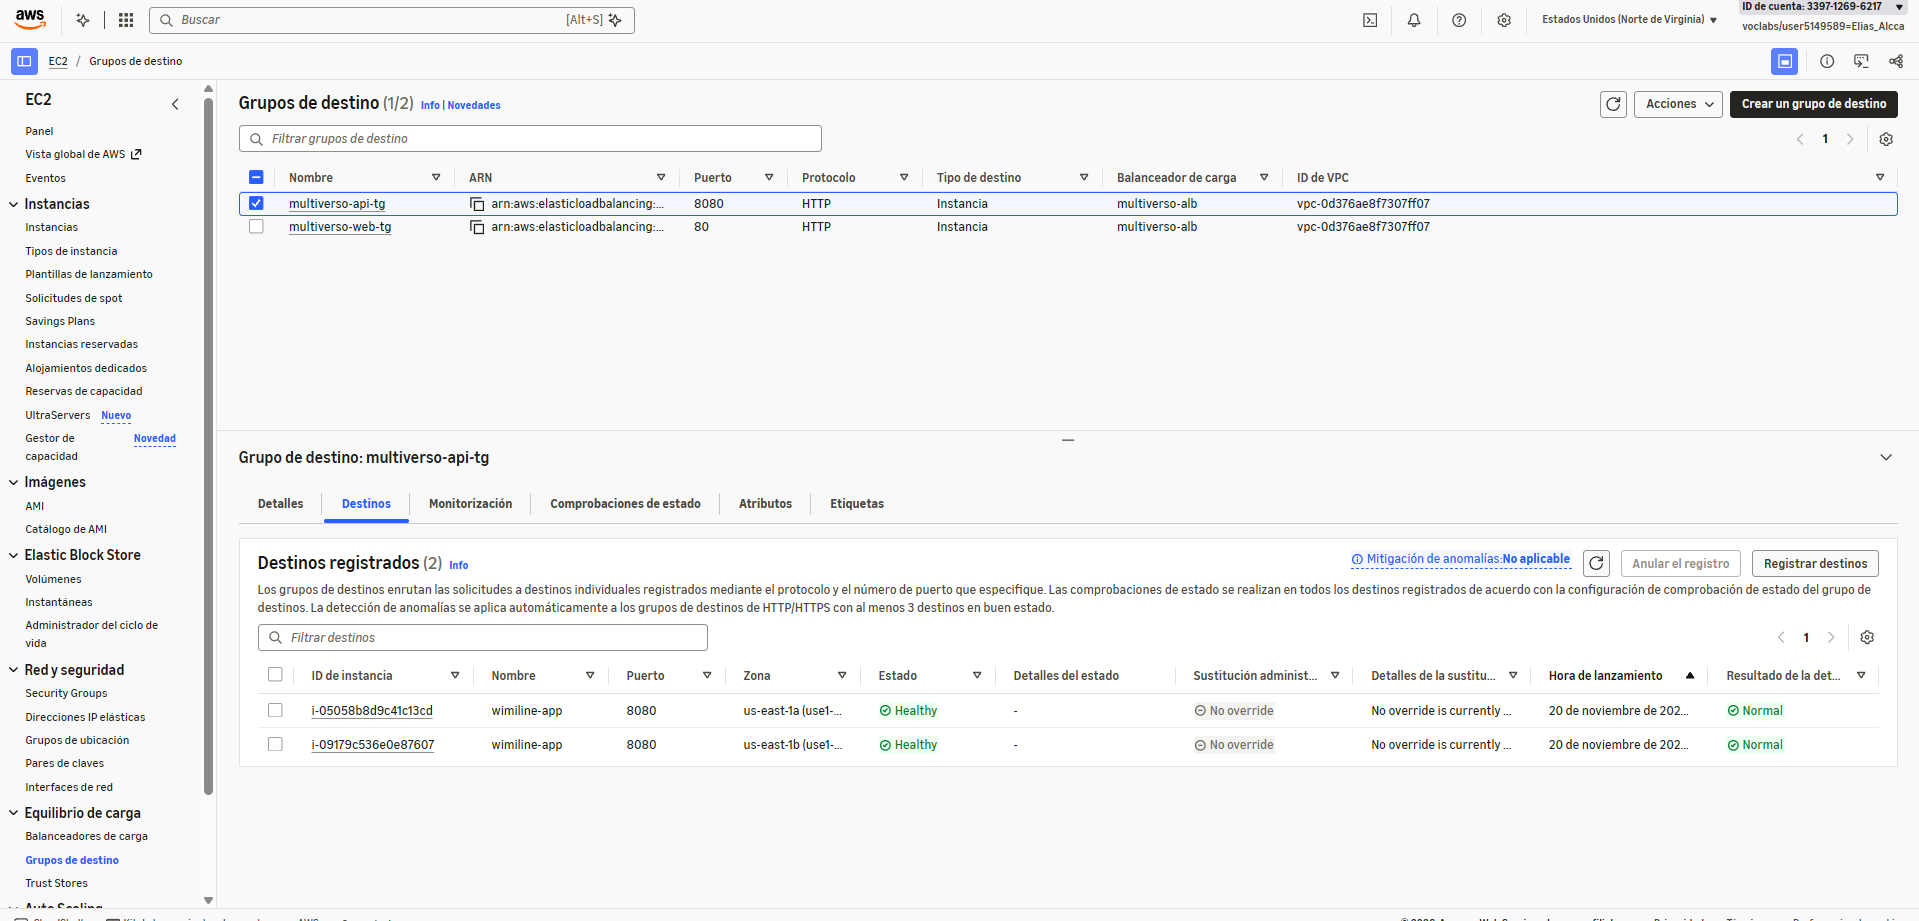 aws
Buscar [Alt+S]
Estados Unidos (Norte de Virginia)
ID de cuenta: 3397-1269-6217
voclabs/user5149589=Elias_Alcca
EC2 / Grupos de destino
EC2
Panel
Vista global de AWS
Eventos
Instancias
Instancias
Tipos de instancia
Plantillas de lanzamiento
Solicitudes de spot
Savings Plans
Instancias reservadas
Alojamientos dedicados
Reservas de capacidad
UltraServers Nuevo
Gestor de Novedad
capacidad
Imágenes
AMI
Catálogo de AMI
Elastic Block Store
Volúmenes
Instantáneas
Administrador del ciclo de
vida
Red y seguridad
Security Groups
Direcciones IP elásticas
Grupos de ubicación
Pares de claves
Interfaces de red
Equilibrio de carga
Balanceadores de carga
Grupos de destino
Trust Stores
Grupos de destino (1/2) Info | Novedades
Acciones
Crear un grupo de destino
Filtrar grupos de destino
1
Nombre ARN Puerto Protocolo Tipo de destino Balanceador de carga ID de VPC
multiverso-api-tg arn:aws:elasticloadbalancing:... 8080 HTTP Instancia multiverso-alb vpc-0d376ae8f7307ff07
multiverso-web-tg arn:aws:elasticloadbalancing:... 80 HTTP Instancia multiverso-alb vpc-0d376ae8f7307ff07
Grupo de destino: multiverso-api-tg
Detalles Destinos Monitorización Comprobaciones de estado Atributos Etiquetas
Destinos registrados (2) Info
Mitigación de anomalías:No aplicable
Anular el registro
Registrar destinos
Los grupos de destinos enrutan las solicitudes a destinos individuales registrados mediante el protocolo y el número de puerto que especifique. Las comprobaciones de estado se realizan en todos los destinos registrados de acuerdo con la configuración de comprobación de estado del grupo de
destinos. La detección de anomalías se aplica automáticamente a los grupos de destinos de HTTP/HTTPS con al menos 3 destinos en buen estado.
Filtrar destinos
1
ID de instancia Nombre Puerto Zona Estado Detalles del estado Sustitución administ... Detalles de la sustitu... Hora de lanzamiento Resultado de la det...
i-05058b8d9c41c13cd wimiline-app 8080 us-east-1a (use1-... Healthy - No override No override is currently ... 20 de noviembre de 202... Normal
i-09179c536e0e87607 wimiline-app 8080 us-east-1b (use1-... Healthy - No override No override is currently ... 20 de noviembre de 202... Normal